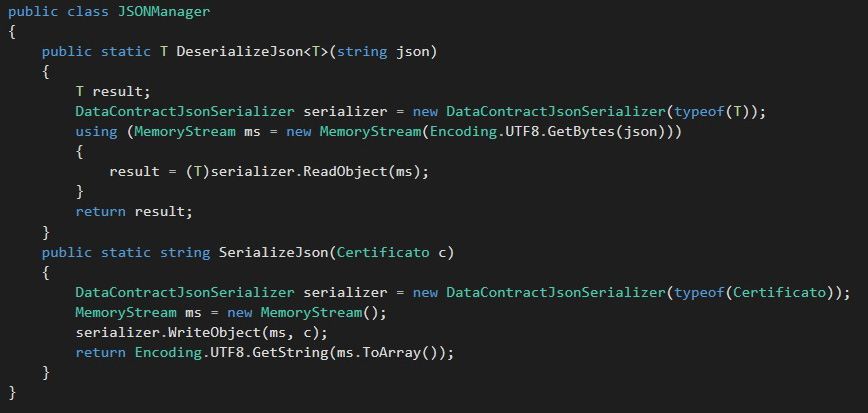 public class JSONManager
{
    public static T DeserializeJson<T>(string json)
    {
        T result;
        DataContractJsonSerializer serializer = new DataContractJsonSerializer(typeof(T));
        using (MemoryStream ms = new MemoryStream(Encoding.UTF8.GetBytes(json)))
        {
            result = (T)serializer.ReadObject(ms);
        }
        return result;
    }
    public static string SerializeJson(Certificato c)
    {
        DataContractJsonSerializer serializer = new DataContractJsonSerializer(typeof(Certificato));
        MemoryStream ms = new MemoryStream();
        serializer.WriteObject(ms, c);
        return Encoding.UTF8.GetString(ms.ToArray());
    }
}